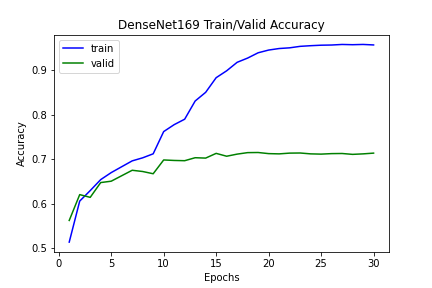 DenseNet169 Train/Valid Accuracy
train
valid
0.9
0.8
0.7
0.6
0.5
Accuracy
0 5 10 15 20 25 30
Epochs